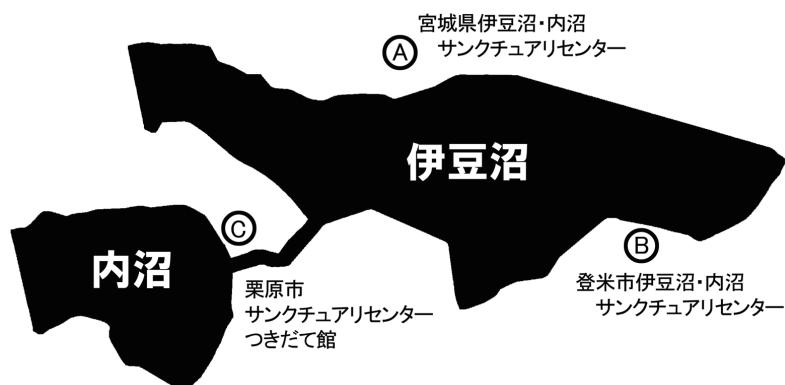 Ⓐ
宮城県伊豆沼・内沼
サンクチュアリセンター
伊豆沼
内沼
Ⓒ
栗原市
サンクチュアリセンター
つきだて館
Ⓑ
登米市伊豆沼・内沼
サンクチュアリセンター